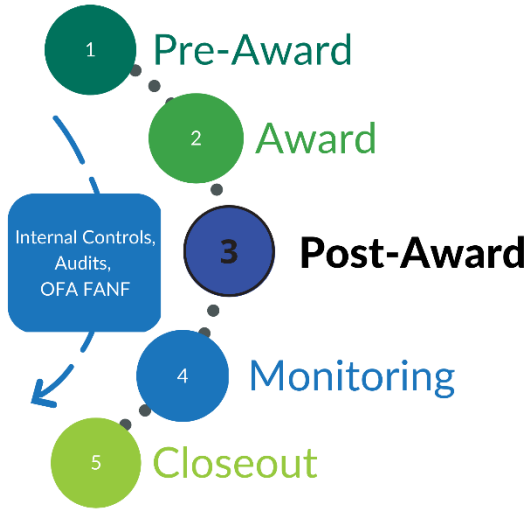 1 Pre-Award
2 Award
3 Post-Award
Internal Controls,
Audits,
OFA FANF
4 Monitoring
5 Closeout